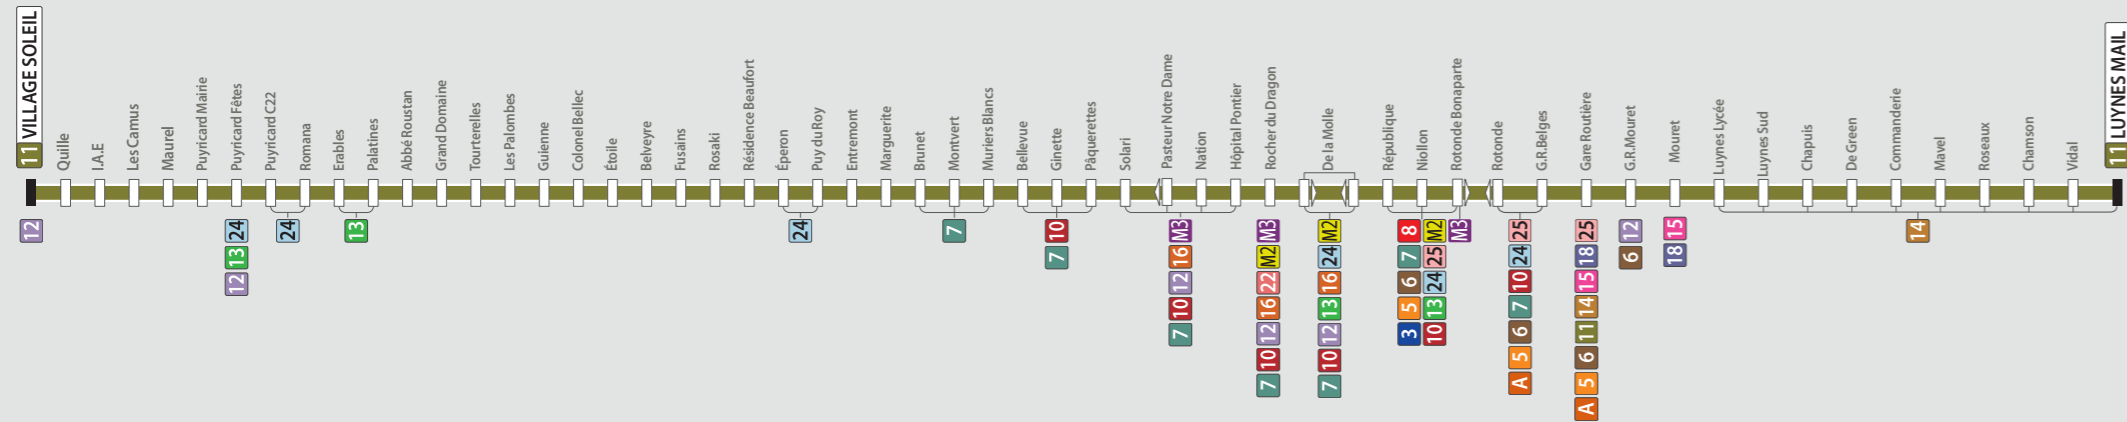 11 VILLAGE SOLEIL
Quille
I.A.E
Les Camus
Maurel
Puyricard Mairie
Puyricard Fêtes
Puyricard C22
Romana
Erables
Palatines
Abbé Roustan
Grand Domaine
Tourterelles
Les Palombes
Guienne
Colonel Bellec
Étoile
Belveyre
Fusains
Rosaki
Résidence Beaufort
Éperon
Puy du Roy
Entremont
Marguerite
Brunet
Montvert
Muriers Blancs
Bellevue
Ginette
Pâquerettes
Solari
Pasteur Notre Dame
Nation
Hôpital Pontier
Rocher du Dragon
De la Molle
République
Niollon
Rotonde Bonaparte
Rotonde
G.R.Belges
Gare Routière
G.R.Mouret
Mouret
Luynes Lycée
Luynes Sud
Chapuis
De Green
Commanderie
Mavel
Roseaux
Chamson
Vidal
11 LUYNES MAIL
12
12 13 24
24
13
24
7
7 10
7 10 12 16 M3
7 10 12 16 22 M2 M3
7 10 12 13 16 24 M2
3 5 6 7 8
10 13 24 25 M2
M3
A 5 6 7 10 24 25
A 5 6 11 14 15 18 25
6 12
18 15
14